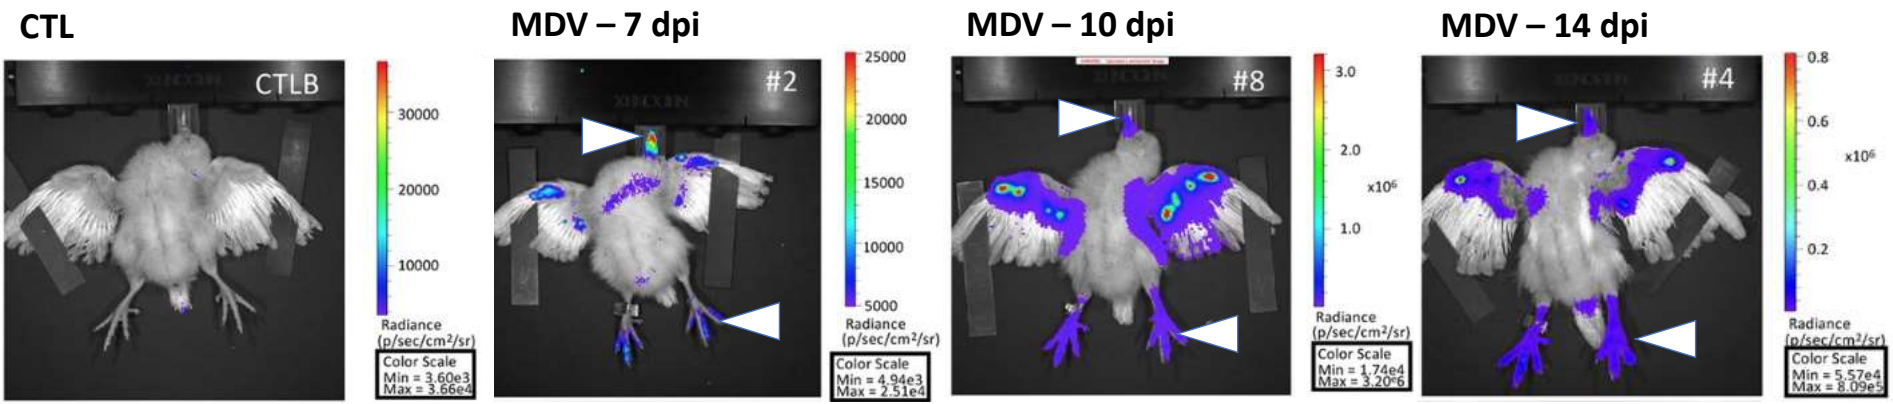 CTL
MDV – 7 dpi
MDV – 10 dpi
MDV – 14 dpi
CTLB
#2
#8
#4
30000
20000
10000
Radiance
(p/sec/cm²/sr)
Color Scale
Min = 3.60e3
Max = 3.66e4
25000
20000
15000
10000
5000
Radiance
(p/sec/cm²/sr)
Color Scale
Min = 4.94e3
Max = 2.51e4
3.0
2.0
x10⁶
1.0
Radiance
(p/sec/cm²/sr)
Color Scale
Min = 1.74e4
Max = 3.20e6
0.8
0.6
x10⁶
0.4
0.2
Radiance
(p/sec/cm²/sr)
Color Scale
Min = 5.57e4
Max = 8.09e5